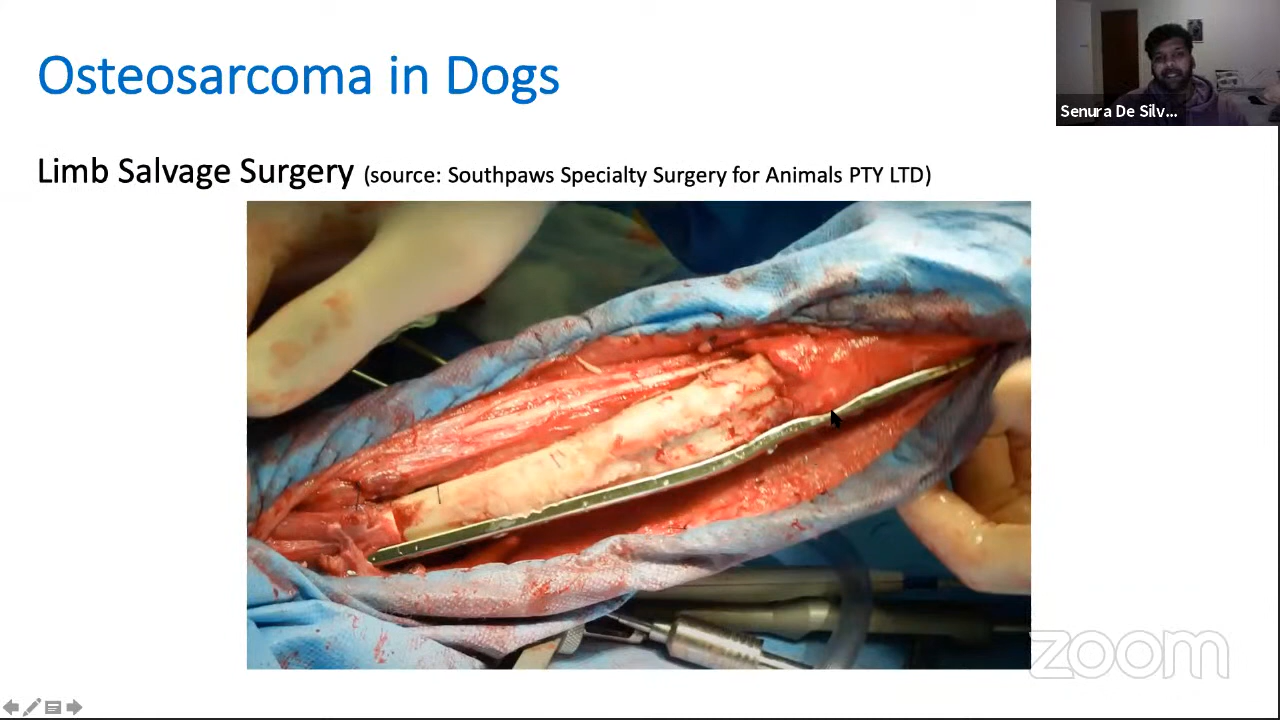 Osteosarcoma in Dogs
Senura De Silv...
Limb Salvage Surgery (source: Southpaws Specialty Surgery for Animals PTY LTD)
zoom